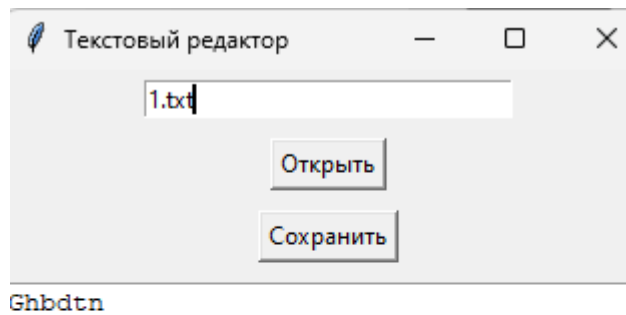 Текстовый редактор
1.txt
Открыть
Сохранить
Ghbdtn